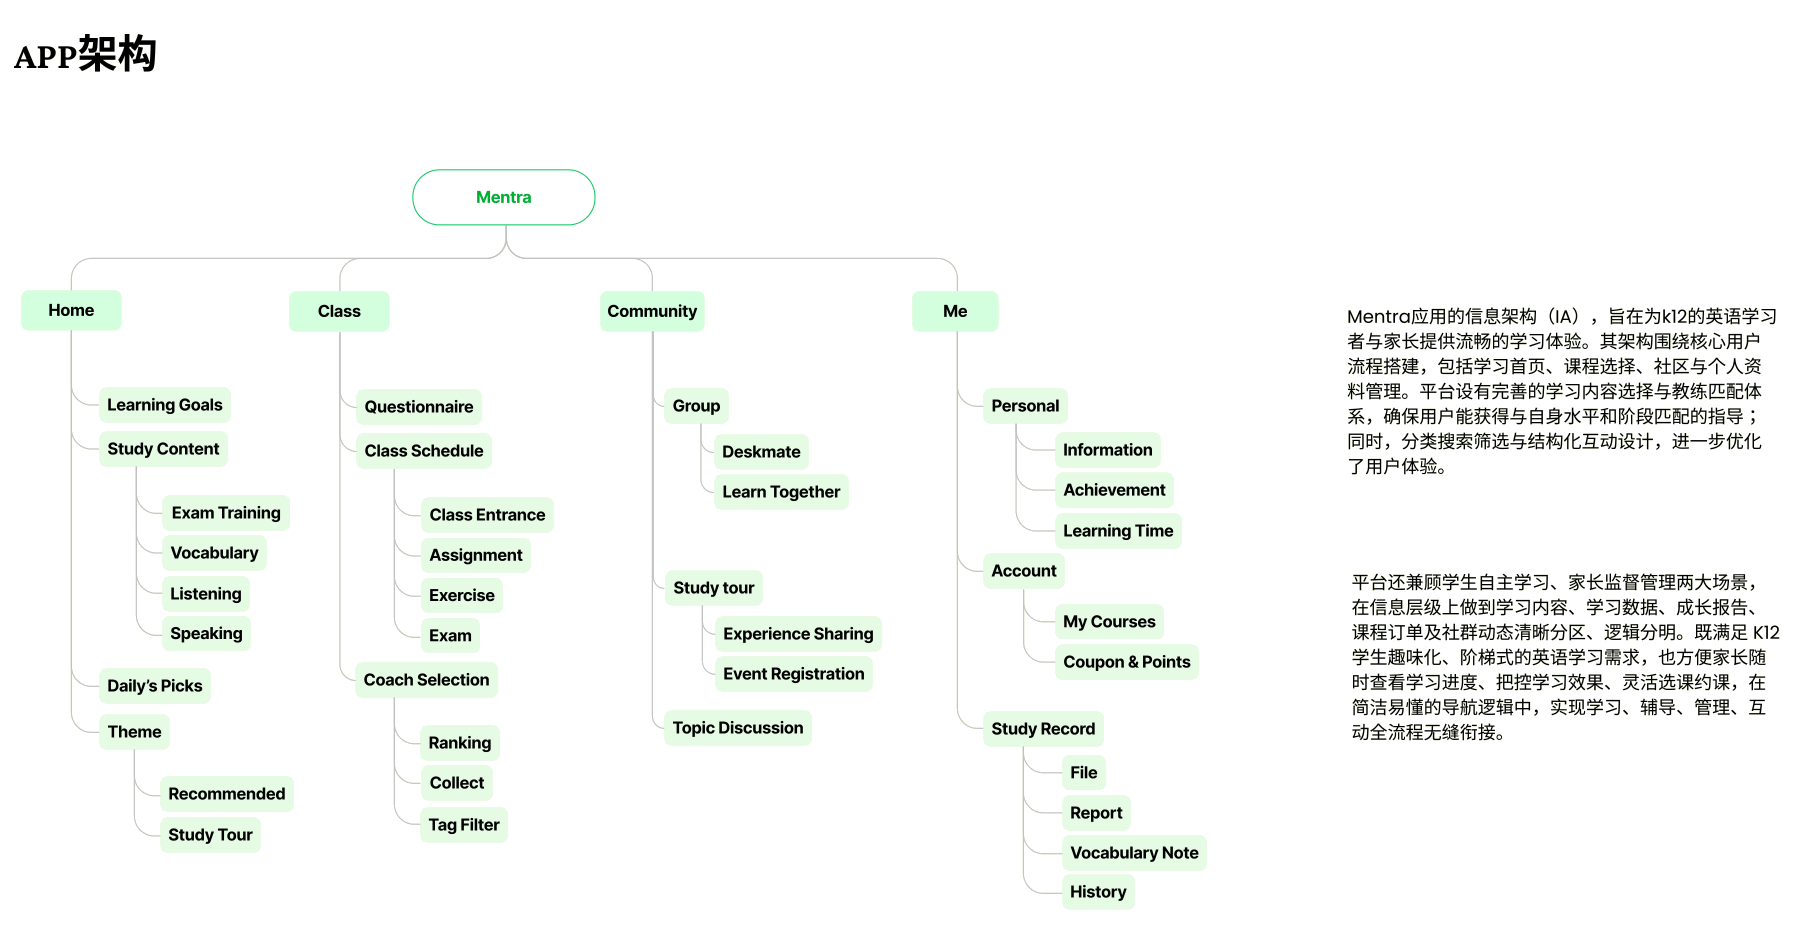 APP架构
Mentra
Home
Learning Goals
Study Content
Exam Training
Vocabulary
Listening
Speaking
Daily’s Picks
Theme
Recommended
Study Tour
Class
Questionnaire
Class Schedule
Class Entrance
Assignment
Exercise
Exam
Coach Selection
Ranking
Collect
Tag Filter
Community
Group
Deskmate
Learn Together
Study tour
Experience Sharing
Event Registration
Topic Discussion
Me
Personal
Information
Achievement
Learning Time
Account
My Courses
Coupon & Points
Study Record
File
Report
Vocabulary Note
History
Mentra应用的信息架构（IA），旨在为k12的英语学习
者与家长提供流畅的学习体验。其架构围绕核心用户
流程搭建，包括学习首页、课程选择、社区与个人资
料管理。平台设有完善的学习内容选择与教练匹配体
系，确保用户能获得与自身水平和阶段匹配的指导；
同时，分类搜索筛选与结构化互动设计，进一步优化
了用户体验。
平台还兼顾学生自主学习、家长监督管理两大场景，
在信息层级上做到学习内容、学习数据、成长报告、
课程订单及社群动态清晰分区、逻辑分明。既满足 K12
学生趣味化、阶梯式的英语学习需求，也方便家长随
时查看学习进度、把控学习效果、灵活选课约课，在
简洁易懂的导航逻辑中，实现学习、辅导、管理、互
动全流程无缝衔接。